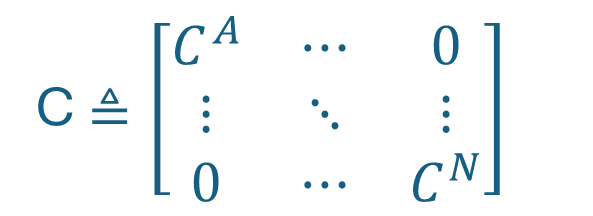 C ≜ [ C^A ⋯ 0
⋮ ⋱ ⋮
0 ⋯ C^N ]